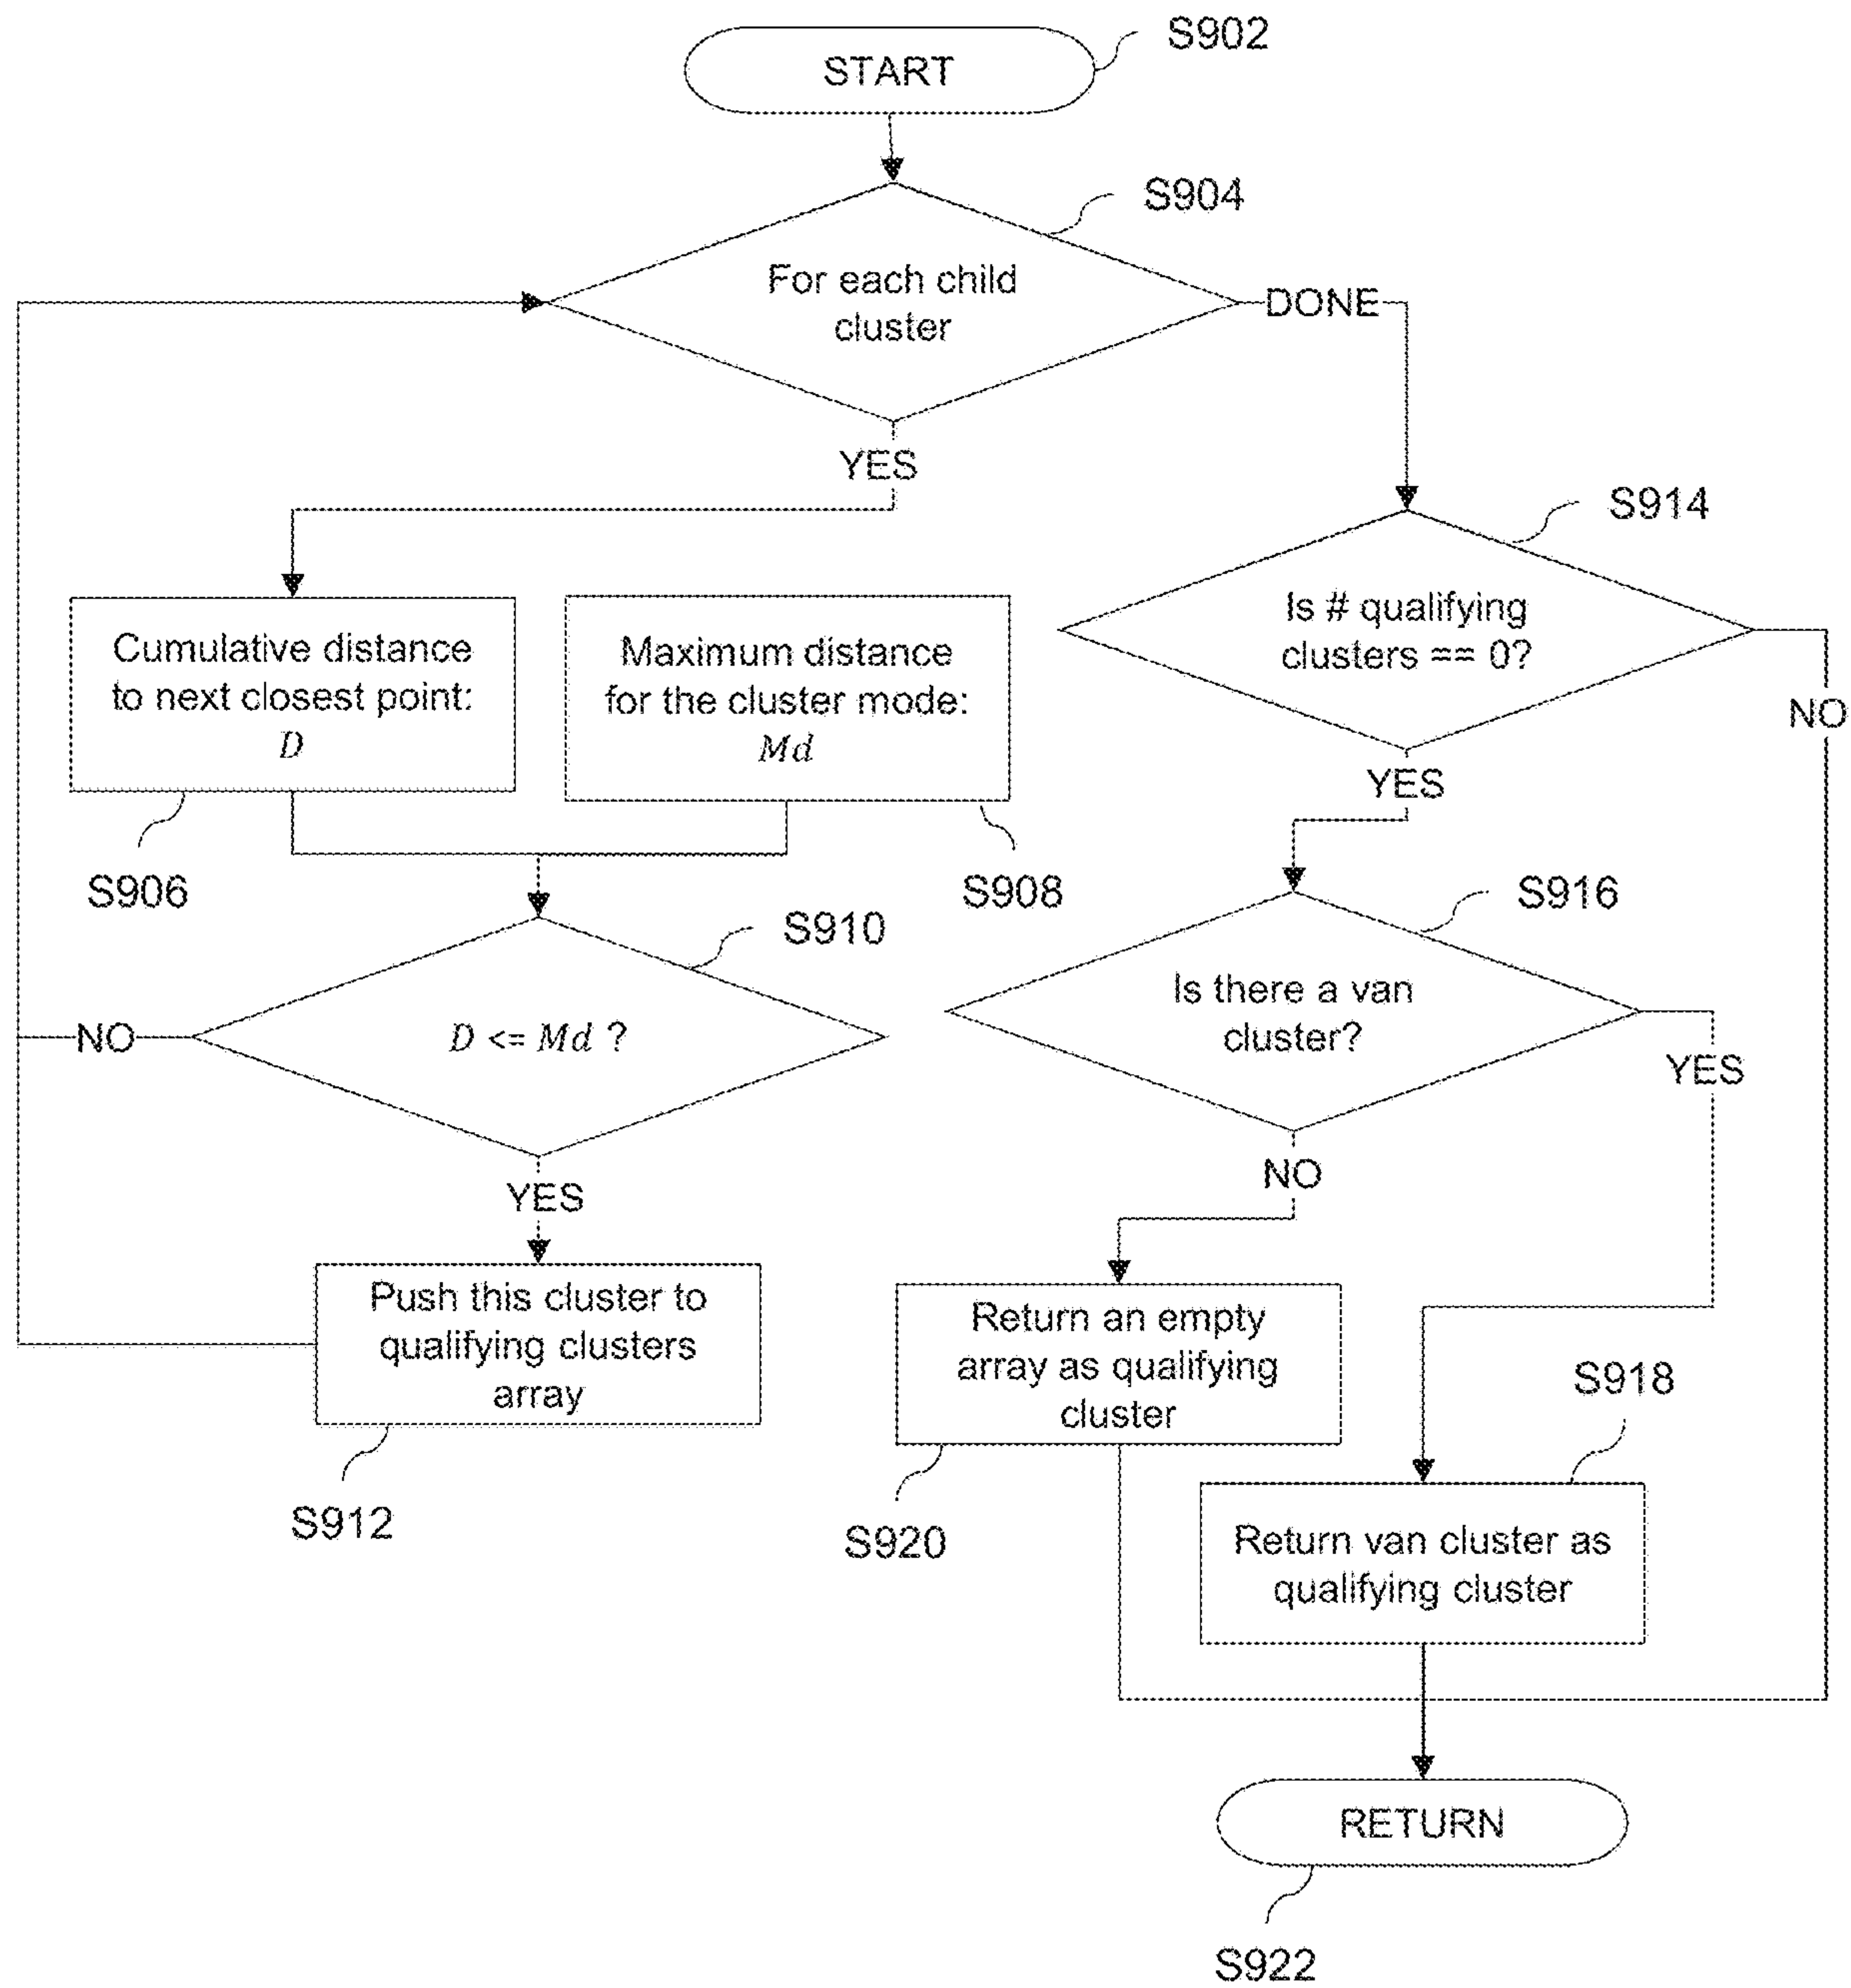 START
S902
S904
For each child
cluster
DONE
YES
S914
Is # qualifying
clusters == 0?
NO
YES
Cumulative distance
to next closest point:
D
Maximum distance
for the cluster mode:
Md
S906
S908
S910
D <= Md ?
NO
YES
S916
Is there a van
cluster?
YES
NO
Push this cluster to
qualifying clusters
array
S912
Return an empty
array as qualifying
cluster
S920
S918
Return van cluster as
qualifying cluster
RETURN
S922